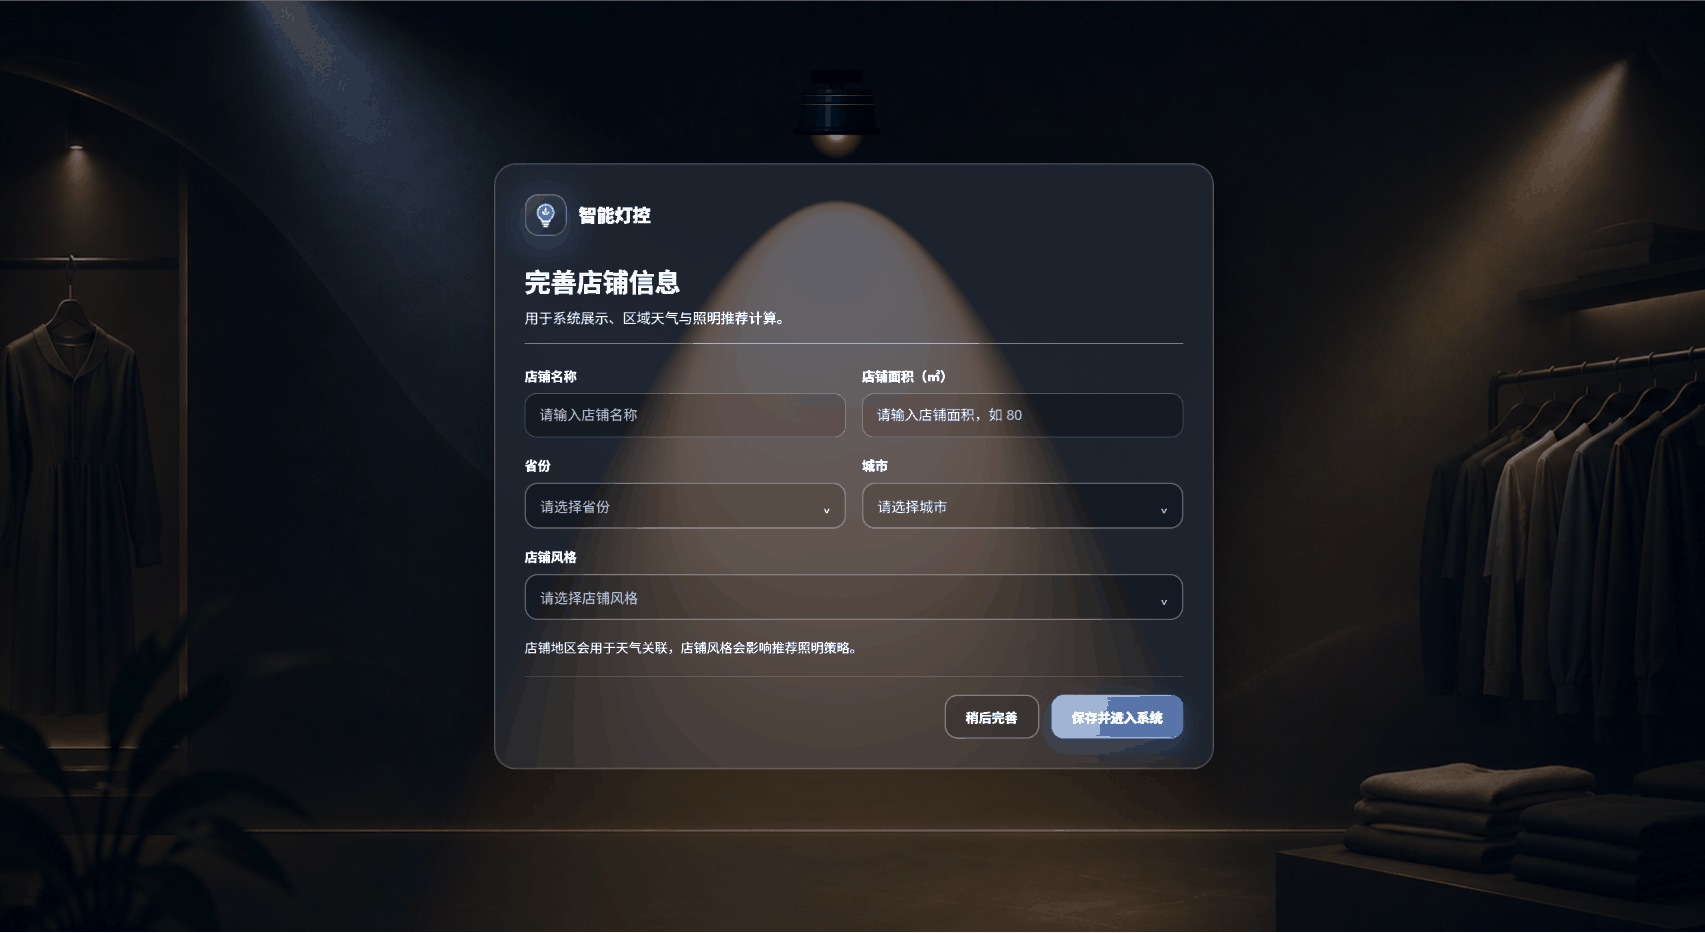 智能灯控
完善店铺信息
用于系统展示、区域天气与照明推荐计算。
店铺名称
店铺面积（㎡）
请输入店铺名称
请输入店铺面积，如 80
省份
城市
请选择省份
请选择城市
店铺风格
请选择店铺风格
店铺地区会用于天气关联，店铺风格会影响推荐照明策略。
稍后完善
保存并进入系统